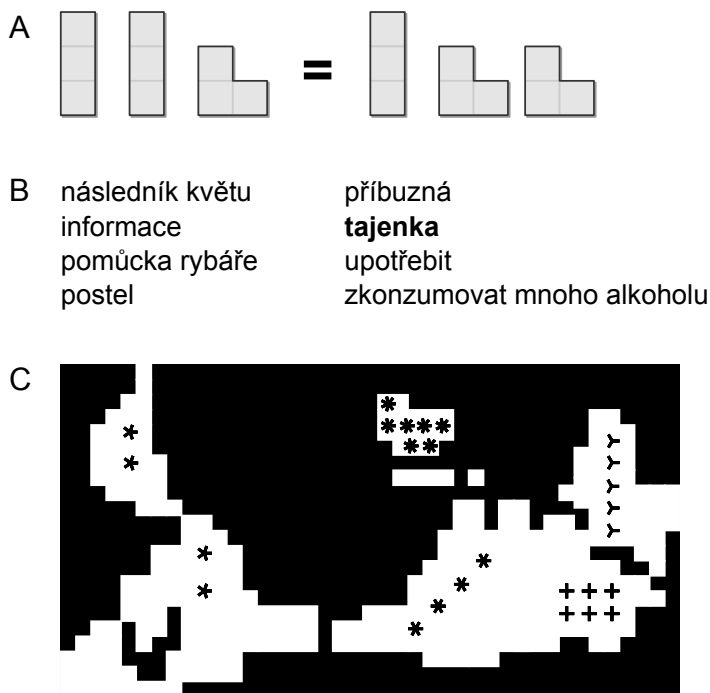 A
=
B
následník květu příbuzná
informace tajenka
pomůcka rybáře upotřebit
postel zkonzumovat mnoho alkoholu
C